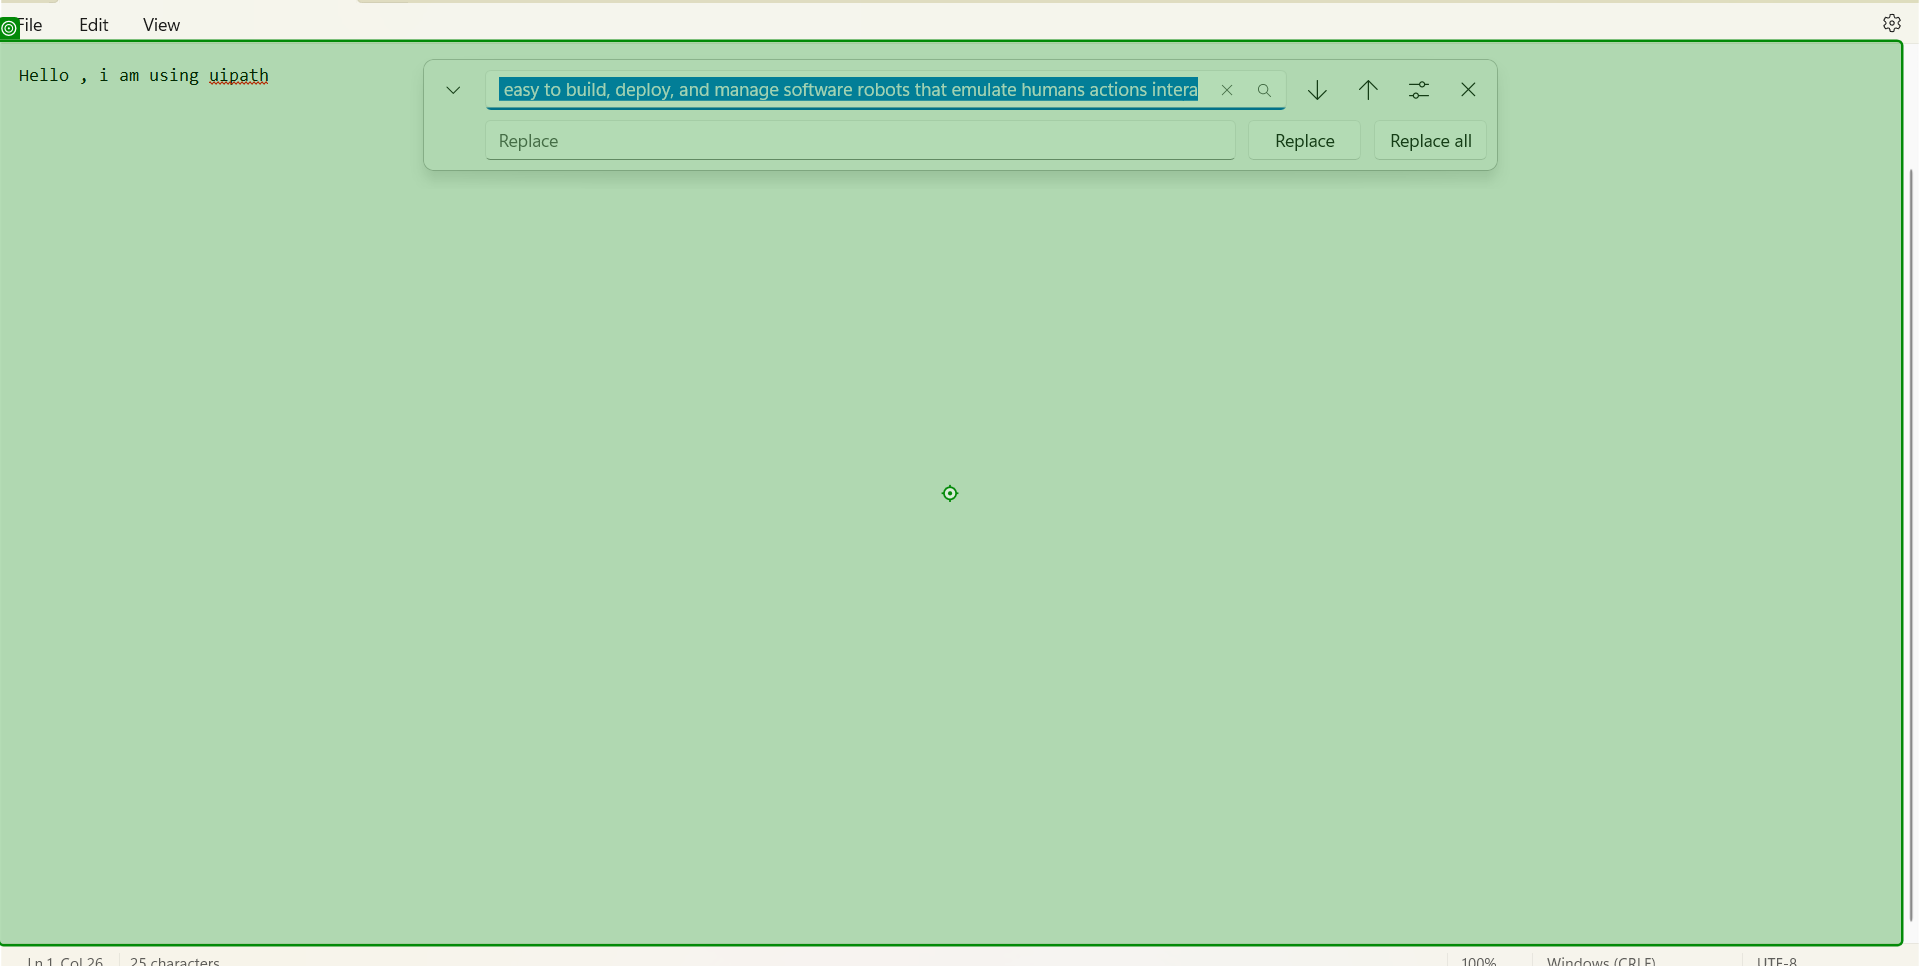 File Edit View
Hello , i am using uipath
easy to build, deploy, and manage software robots that emulate humans actions intera
Replace Replace Replace all
Ln 1, Col 26 25 characters 100% Windows (CRLF) UTF-8